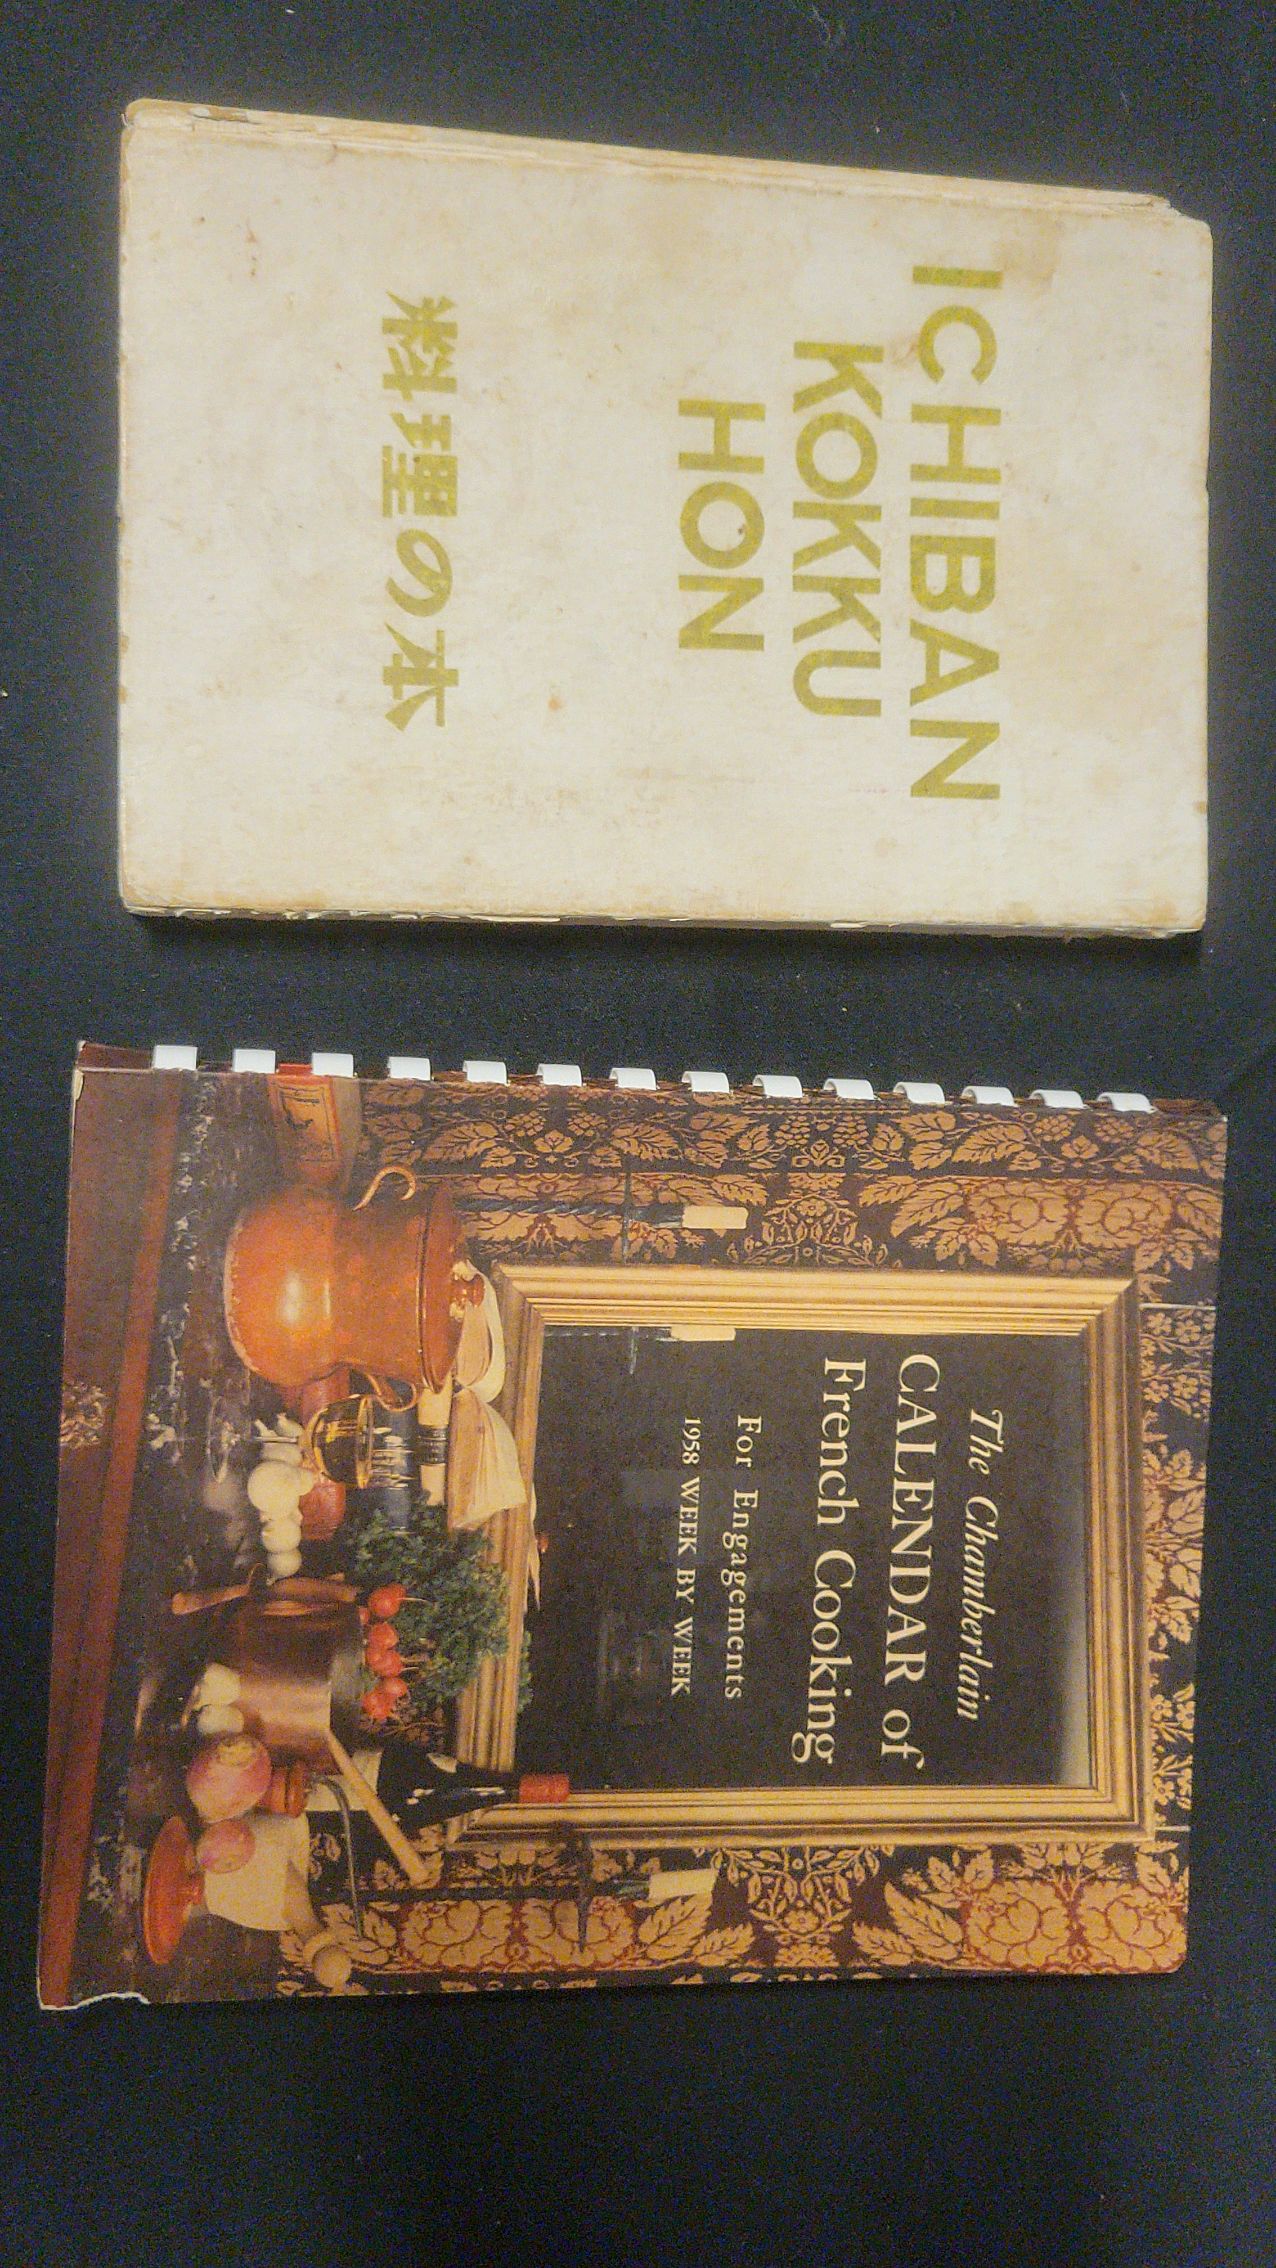 ICHIBAN
KOKKU
HON
料理の本
The Chamberlain
CALENDAR of
French Cooking
For Engagements
1958 WEEK BY WEEK